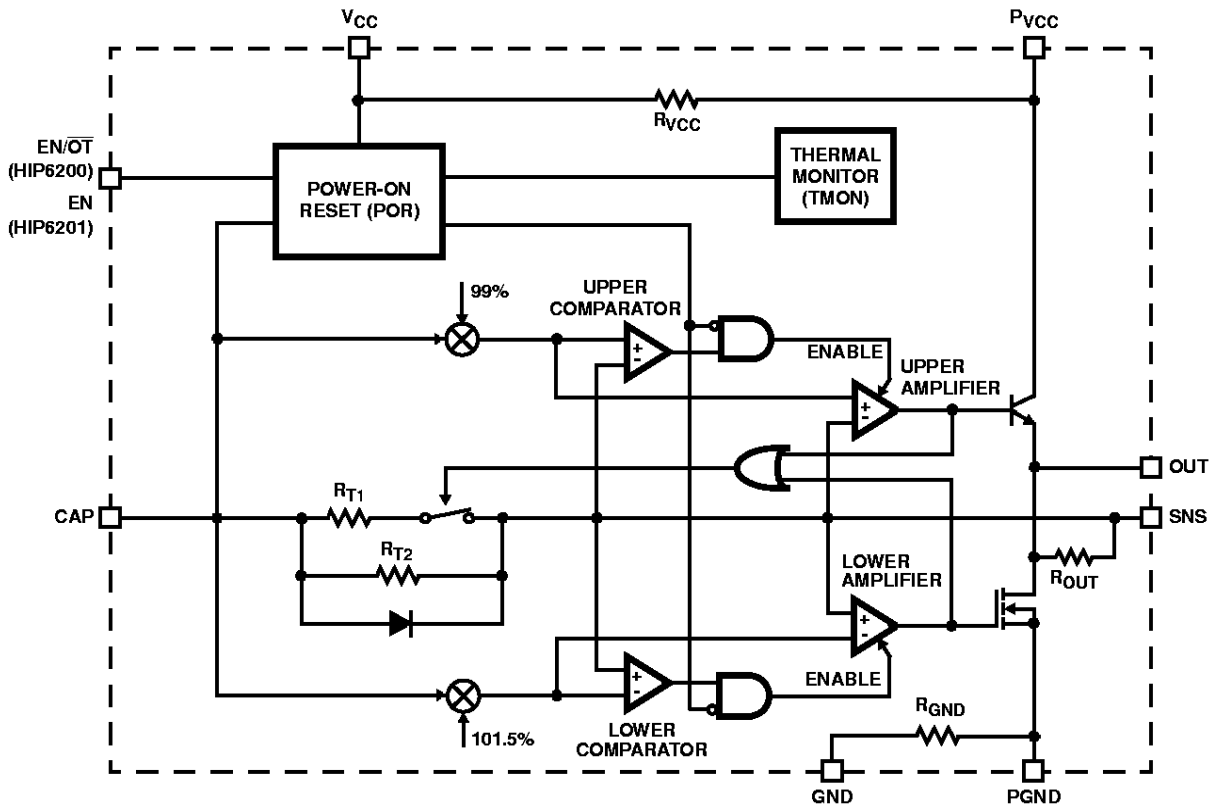 VCC
PVCC
RVCC
EN/OT
(HIP6200)
EN
(HIP6201)
POWER-ON
RESET (POR)
THERMAL
MONITOR
(TMON)
99%
UPPER
COMPARATOR
+
-
ENABLE
UPPER
AMPLIFIER
+
-
OUT
CAP
RT1
SNS
RT2
ROUT
LOWER
AMPLIFIER
+
-
+
-
ENABLE
101.5%
LOWER
COMPARATOR
RGND
GND
PGND